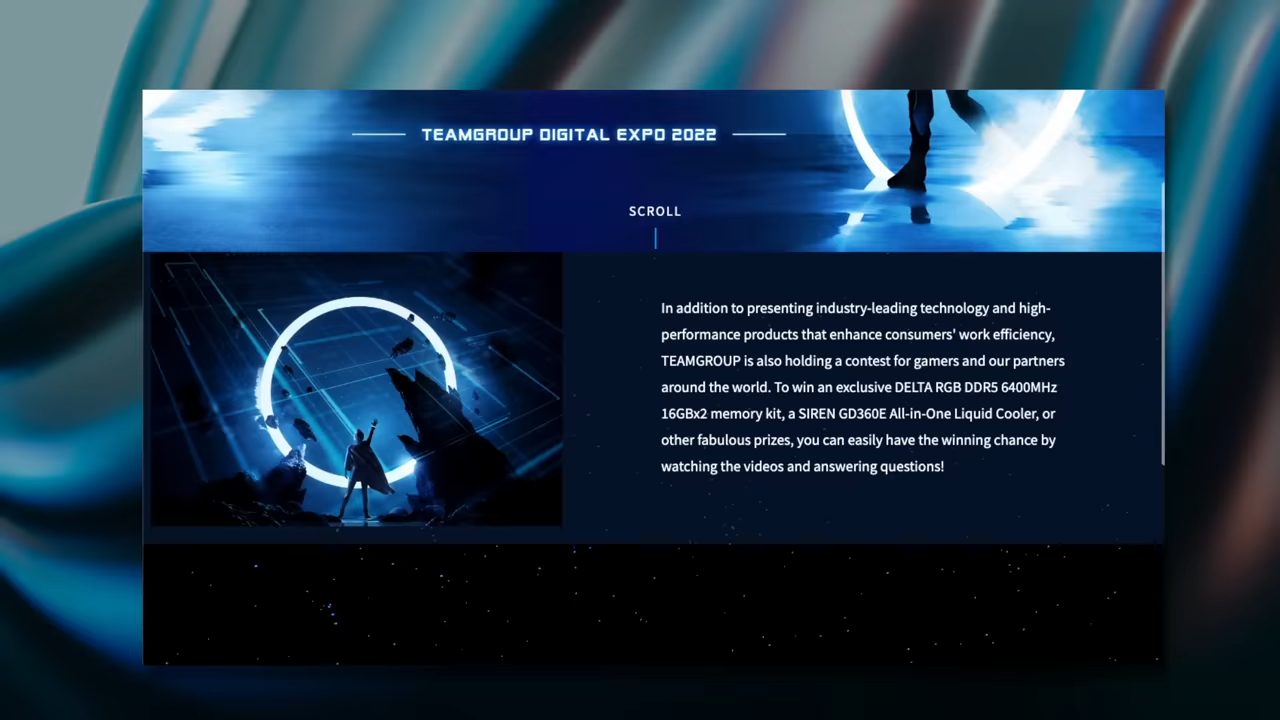 TEAMGROUP DIGITAL EXPO 2022
SCROLL
In addition to presenting industry-leading technology and high-
performance products that enhance consumers' work efficiency,
TEAMGROUP is also holding a contest for gamers and our partners
around the world. To win an exclusive DELTA RGB DDR5 6400MHz
16GBx2 memory kit, a SIREN GD360E All-in-One Liquid Cooler, or
other fabulous prizes, you can easily have the winning chance by
watching the videos and answering questions!